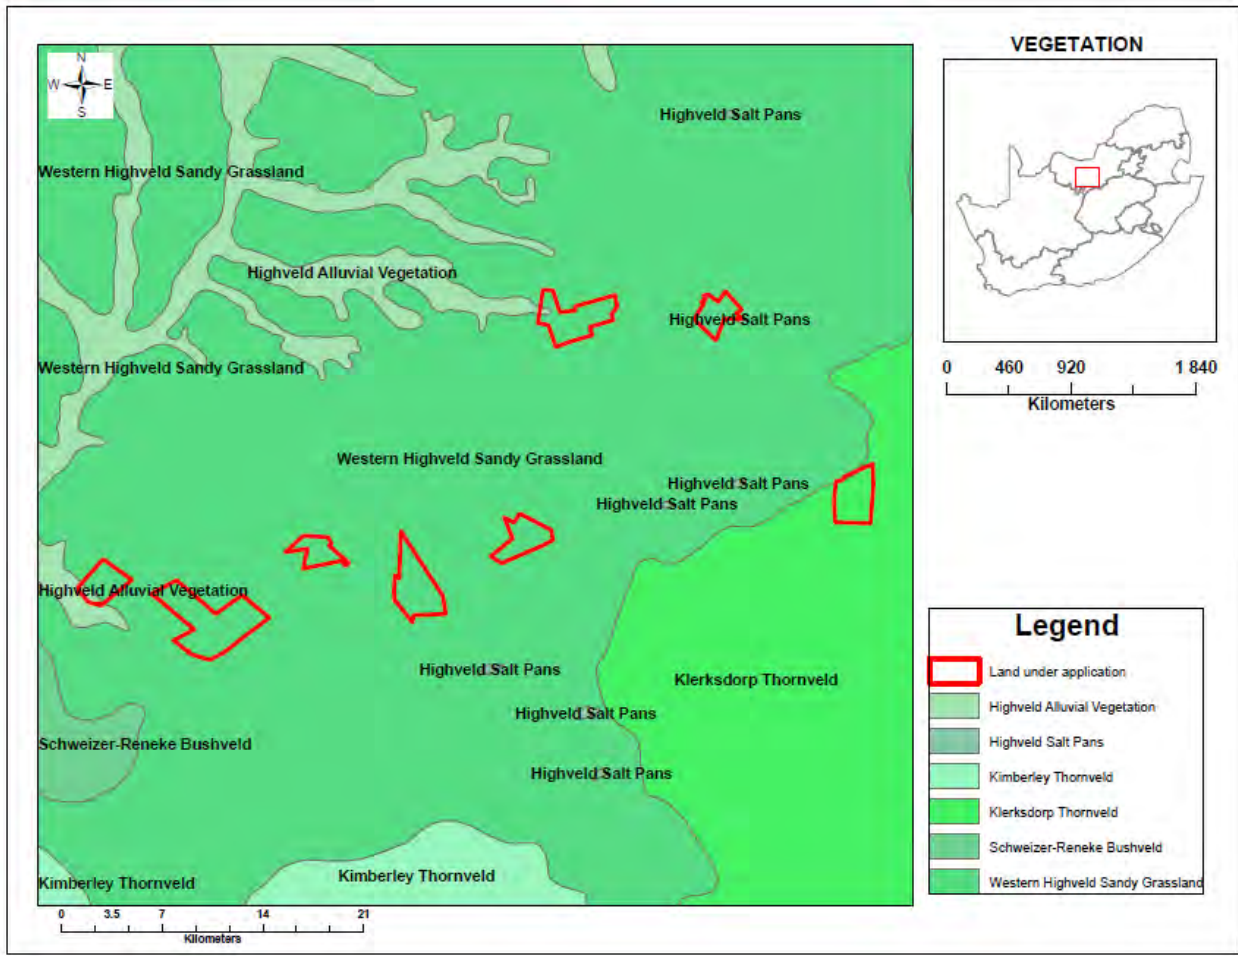 VEGETATION
N
W E
S
Highveld Salt Pans
Western Highveld Sandy Grassland
Highveld Alluvial Vegetation
Highveld Salt Pans
Western Highveld Sandy Grassland
0 460 920 1 840
Kilometers
Western Highveld Sandy Grassland
Highveld Salt Pans
Highveld Salt Pans
Highveld Alluvial Vegetation
Highveld Salt Pans
Klerksdorp Thornveld
Highveld Salt Pans
Schweizer-Reneke Bushveld
Highveld Salt Pans
Kimberley Thornveld
Kimberley Thornveld
0 3.5 7 14 21
Kilometers
Legend
Land under application
Highveld Alluvial Vegetation
Highveld Salt Pans
Kimberley Thornveld
Klerksdorp Thornveld
Schweizer-Reneke Bushveld
Western Highveld Sandy Grassland